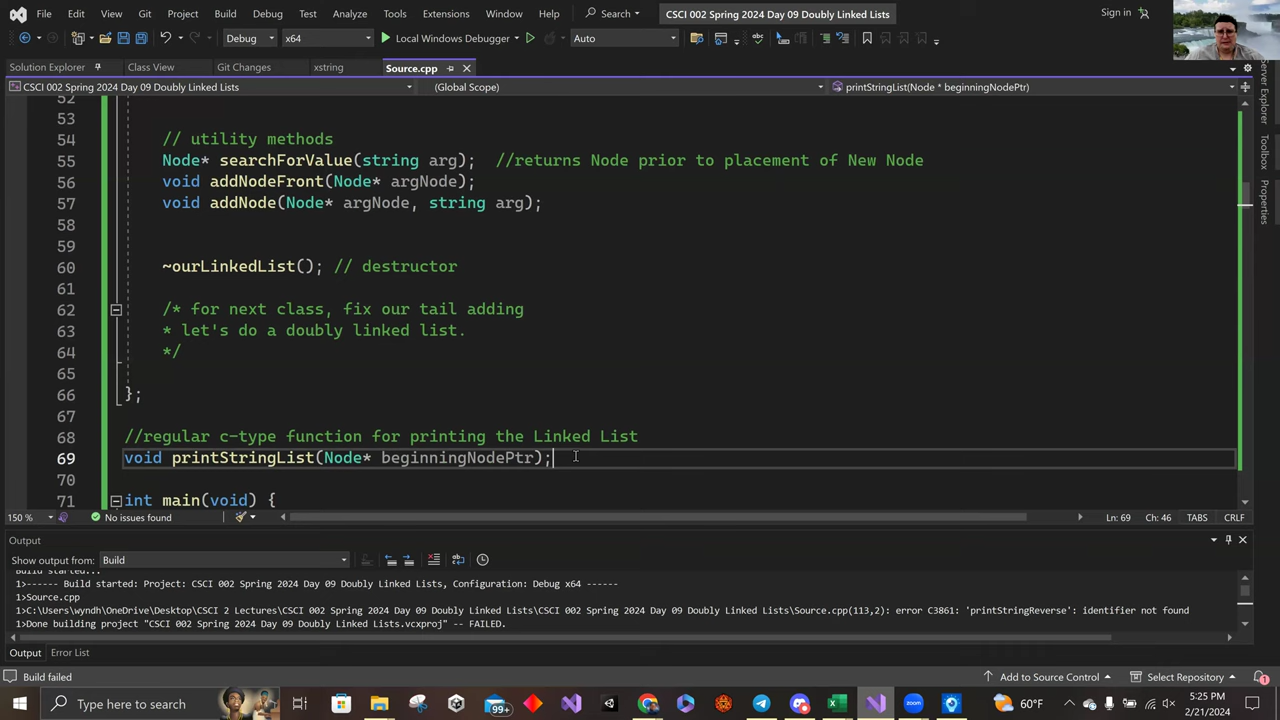 File Edit View Git Project Build Debug Test Analyze Tools Extensions Window Help Search CSCI 002 Spring 2024 Day 09 Doubly Linked Lists Sign in
Debug x64 Local Windows Debugger Auto
Solution Explorer Class View Git Changes xstring Source.cpp
CSCI 002 Spring 2024 Day 09 Doubly Linked Lists (Global Scope) printStringList(Node * beginningNodePtr)
52
53
54 // utility methods
55 Node* searchForValue(string arg); //returns Node prior to placement of New Node
56 void addNodeFront(Node* argNode);
57 void addNode(Node* argNode, string arg);
58
59
60 ~ourLinkedList(); // destructor
61
62 /* for next class, fix our tail adding
63 * let's do a doubly linked list.
64 */
65
66 };
67
68 //regular c-type function for printing the Linked List
69 void printStringList(Node* beginningNodePtr);
70
71 int main(void) {
Server Explorer
Toolbox
Properties
150 % No issues found Ln: 69 Ch: 46 TABS CRLF
Output
Show output from: Build
Build started...
1>------ Build started: Project: CSCI 002 Spring 2024 Day 09 Doubly Linked Lists, Configuration: Debug x64 ------
1>Source.cpp
1>C:\Users\wyndh\OneDrive\Desktop\CSCI 2 Lectures\CSCI 002 Spring 2024 Day 09 Doubly Linked Lists\CSCI 002 Spring 2024 Day 09 Doubly Linked Lists\Source.cpp(113,2): error C3861: 'printStringReverse': identifier not found
1>Done building project "CSCI 002 Spring 2024 Day 09 Doubly Linked Lists.vcxproj" -- FAILED.
Output Error List
Build failed Add to Source Control Select Repository 1
Type here to search 99+ 60°F 5:25 PM
2/21/2024